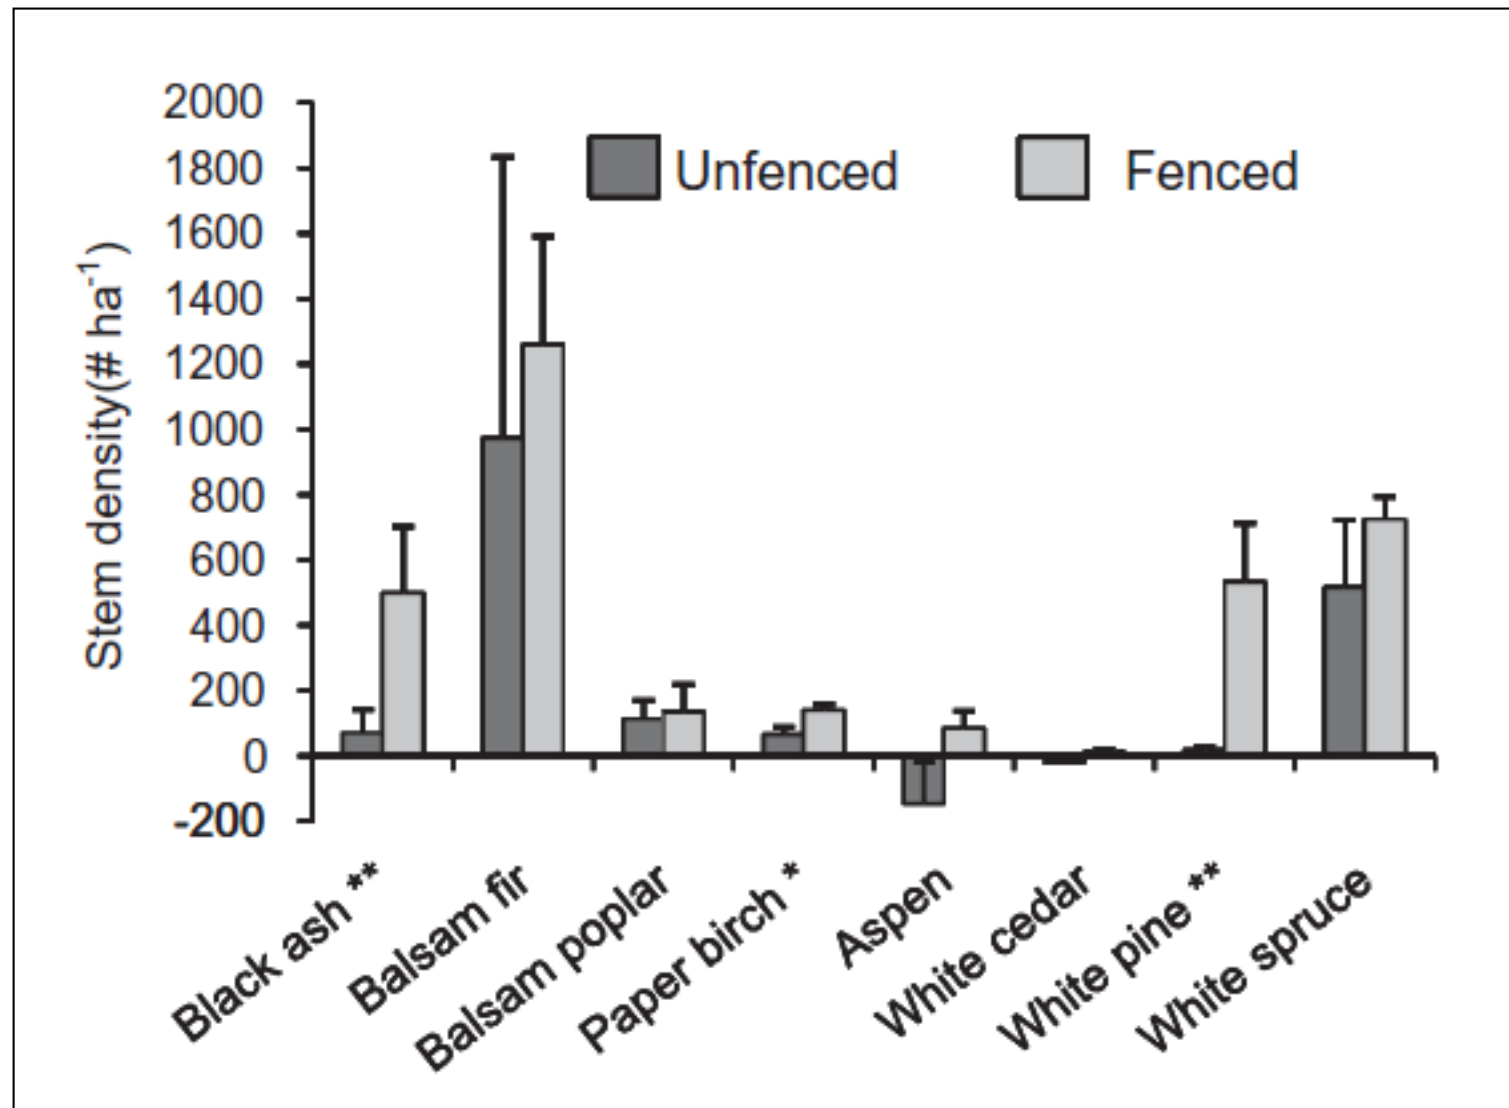 2000
1800
1600
1400
1200
1000
800
600
400
200
0
-200
Stem density(# ha⁻¹)
Unfenced
Fenced
Black ash **
Balsam fir
Balsam poplar
Paper birch *
Aspen
White cedar
White pine **
White spruce